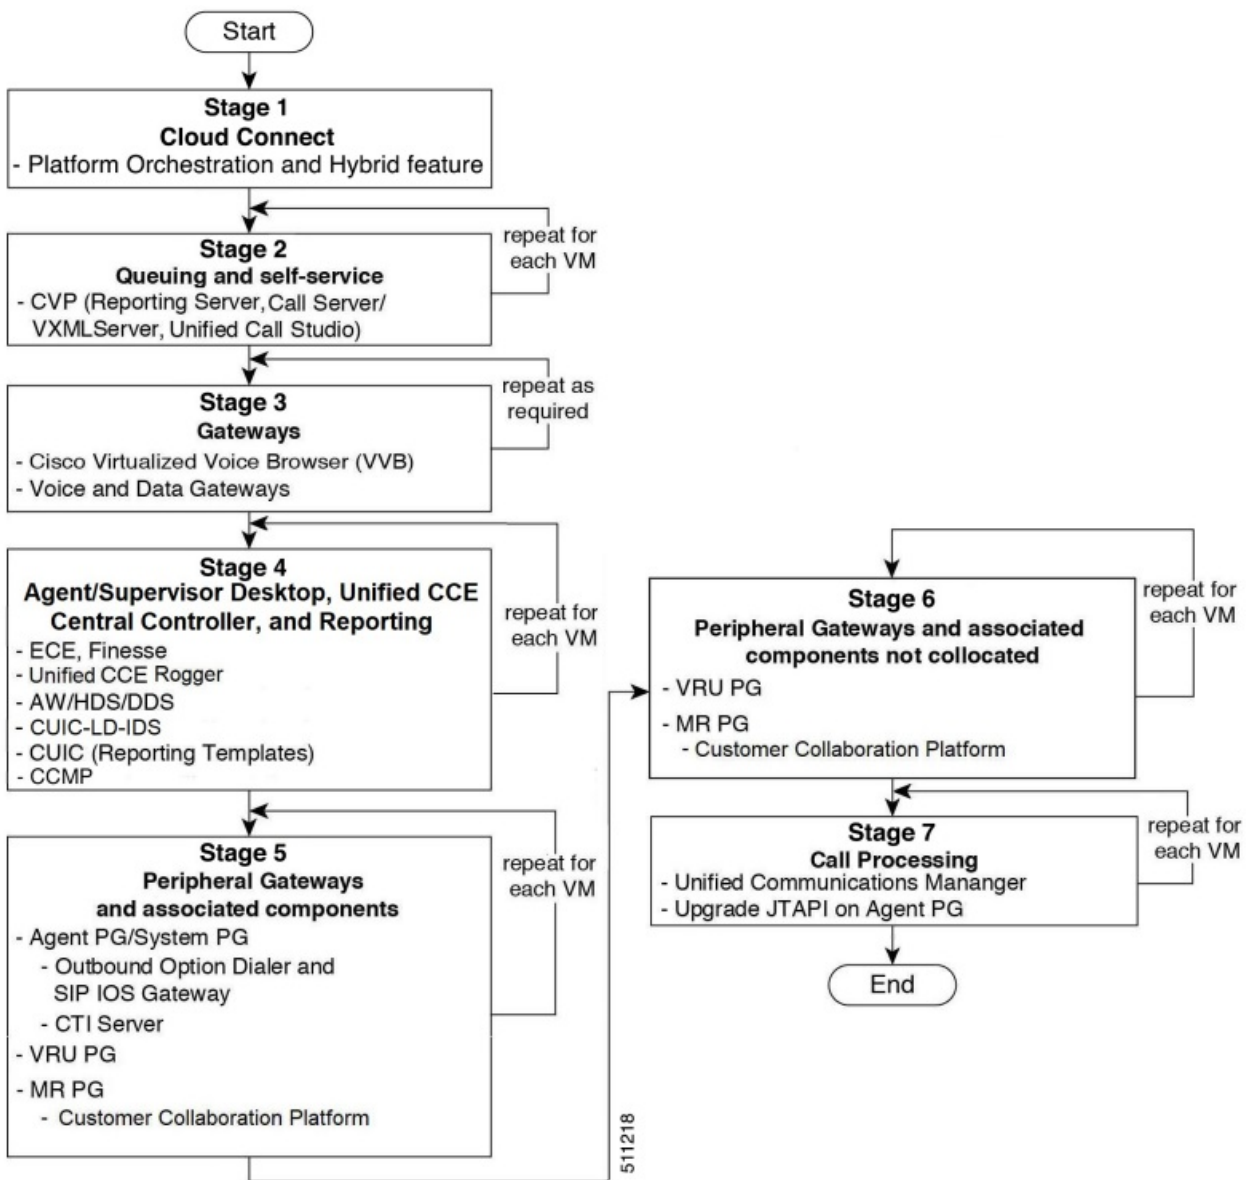 Start
Stage 1
Cloud Connect
- Platform Orchestration and Hybrid feature
repeat for
each VM
Stage 2
Queuing and self-service
- CVP (Reporting Server, Call Server/
VXMLServer, Unified Call Studio)
repeat as
required
Stage 3
Gateways
- Cisco Virtualized Voice Browser (VVB)
- Voice and Data Gateways
Stage 4
Agent/Supervisor Desktop, Unified CCE
Central Controller, and Reporting
- ECE, Finesse
- Unified CCE Rogger
- AW/HDS/DDS
- CUIC-LD-IDS
- CUIC (Reporting Templates)
- CCMP
repeat for
each VM
Stage 5
Peripheral Gateways
and associated components
- Agent PG/System PG
- Outbound Option Dialer and
SIP IOS Gateway
- CTI Server
- VRU PG
- MR PG
- Customer Collaboration Platform
repeat for
each VM
511218
Stage 6
Peripheral Gateways and associated
components not collocated
- VRU PG
- MR PG
- Customer Collaboration Platform
repeat for
each VM
Stage 7
Call Processing
- Unified Communications Mananger
- Upgrade JTAPI on Agent PG
repeat for
each VM
End